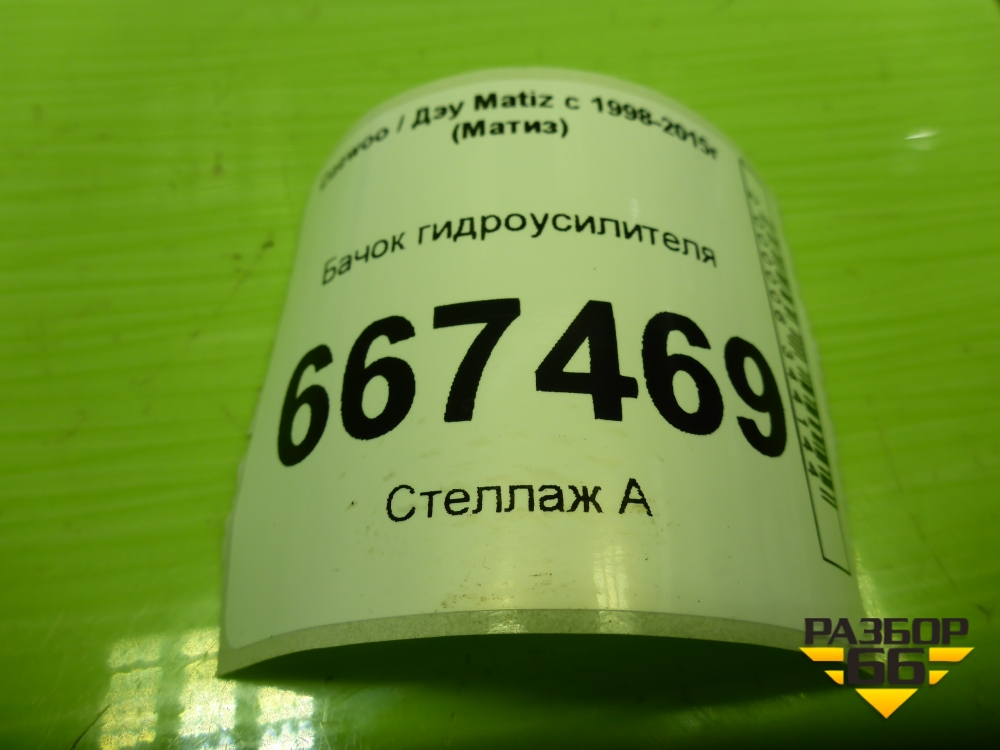 Daewoo / Дэу Matiz с 1998-2015г
(Матиз)
Бачок гидроусилителя
667469
Стеллаж А
РАЗБОР
66